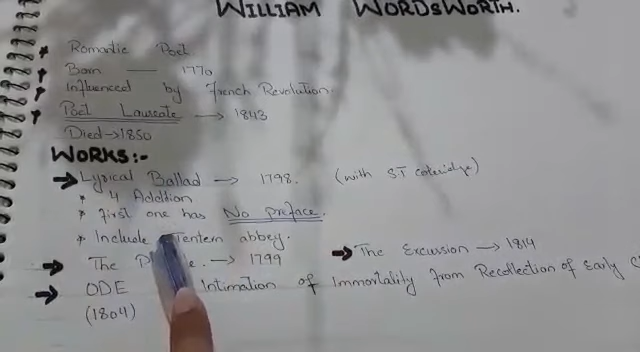 WILLIAM WORDSWORTH.
Romantic Poet
Born — 1770
Influenced by French Revolution.
Poet Laureate → 1843
Died → 1850
WORKS:-
Lyrical Ballad → 1798. (with S.T coleridge)
* 4 Addition
* first one has No preface.
* Include Tentern abbey.
The → 1799
The Excursion → 1814
ODE Intimation of Immortality from Recollection of Early
(1804)